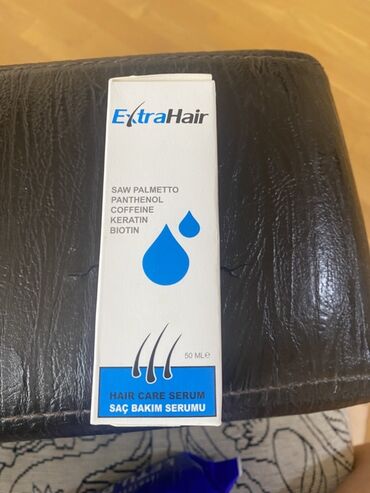 ExtraHair
SAW PALMETTO
PANTHENOL
COFFEINE
KERATIN
BIOTIN
50 ML℮
HAIR CARE SERUM
SAÇ BAKIM SERUMU